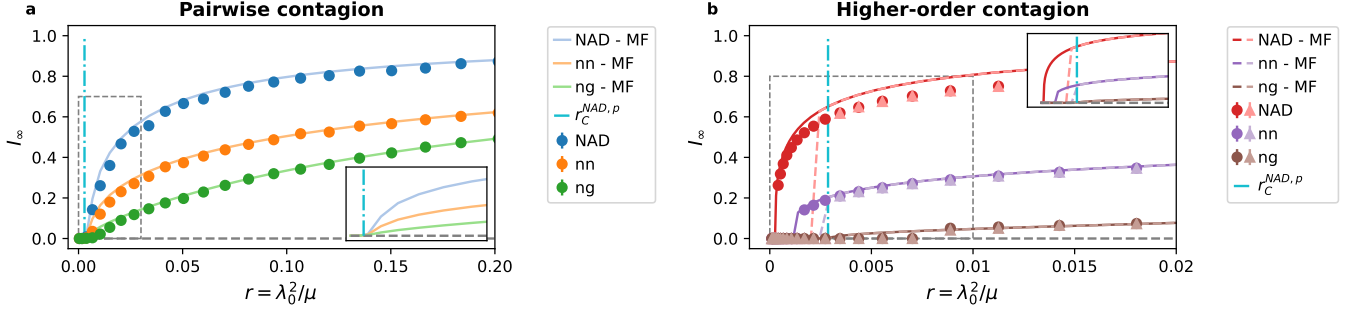 a
Pairwise contagion
I∞
1.0
0.8
0.6
0.4
0.2
0.0
0.00
0.05
0.10
0.15
0.20
r = λ₀²/μ
NAD - MF
nn - MF
ng - MF
r_C^{NAD, p}
NAD
nn
ng
b
Higher-order contagion
I∞
1.0
0.8
0.6
0.4
0.2
0.0
0
0.005
0.01
0.015
0.02
r = λ₀²/μ
NAD - MF
nn - MF
ng - MF
NAD
nn
ng
r_C^{NAD, p}